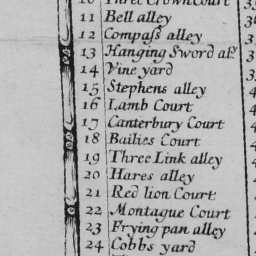 10 Three Crown Court
11 Bell alley
12 Compaſs alley
13 Hanging Sword al:
14 Vine yard
15 Stephens alley
16 Lamb Court
17 Canterbury Court
18 Bailies Court
19 Three Link alley
20 Hares alley
21 Red lion Court
22 Montague Court
23 Frying pan alley
24 Cobbs yard